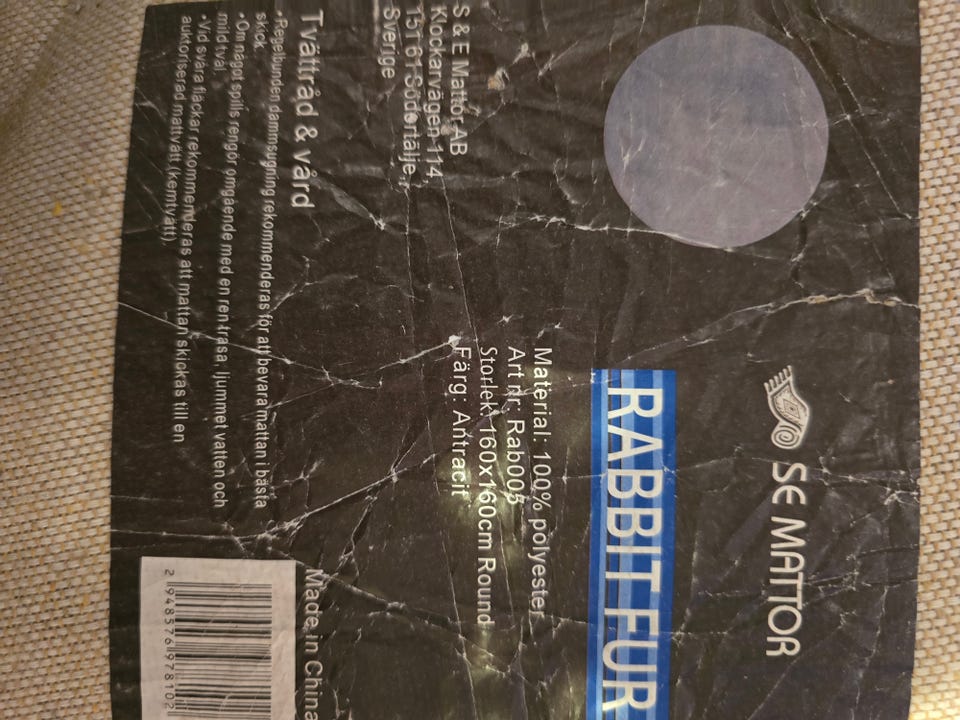 SE MATTOR
RABBIT FUR
Material: 100% polyester
Art nr: Rab005
Storlek: 160x160cm Round
Färg: Antracit
S & E Mattor AB
Klockarvägen 114
151 61 Södertälje,
Sverige
Tvättråd & vård
•Regelbunden dammsugning rekommenderas för att bevara mattan i bästa
skick.
•Om något spills rengör omgående med en ren trasa. ljummet vatten och
mild tvål.
•Vid svåra fläckar rekommenderas att mattan skickas till en
auktoriserad mattvätt (kemtvätt).
Made in China
2 948576 978102